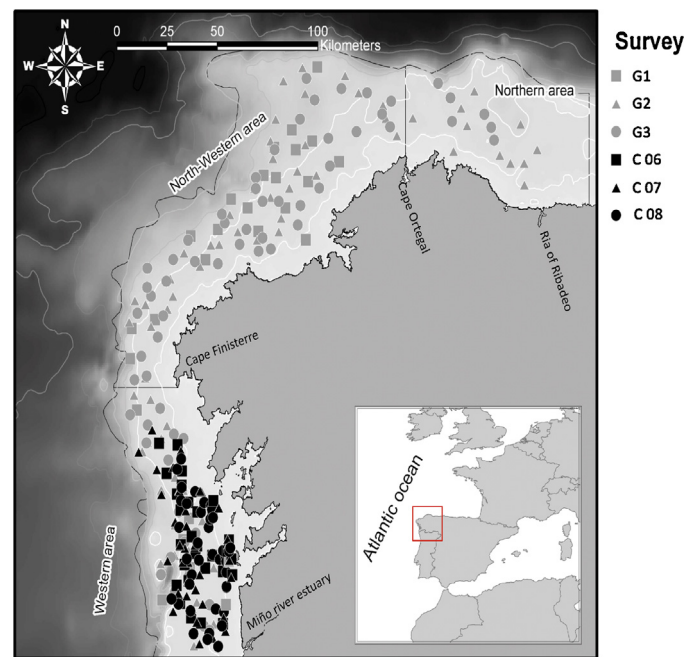 N
W E
S
0 25 50 100
Kilometers
Survey
G1
G2
G3
C 06
C 07
C 08
Northern area
North-Western area
Cape Ortegal
Ria of Ribadeo
Cape Finisterre
Western area
Miño river estuary
Atlantic ocean